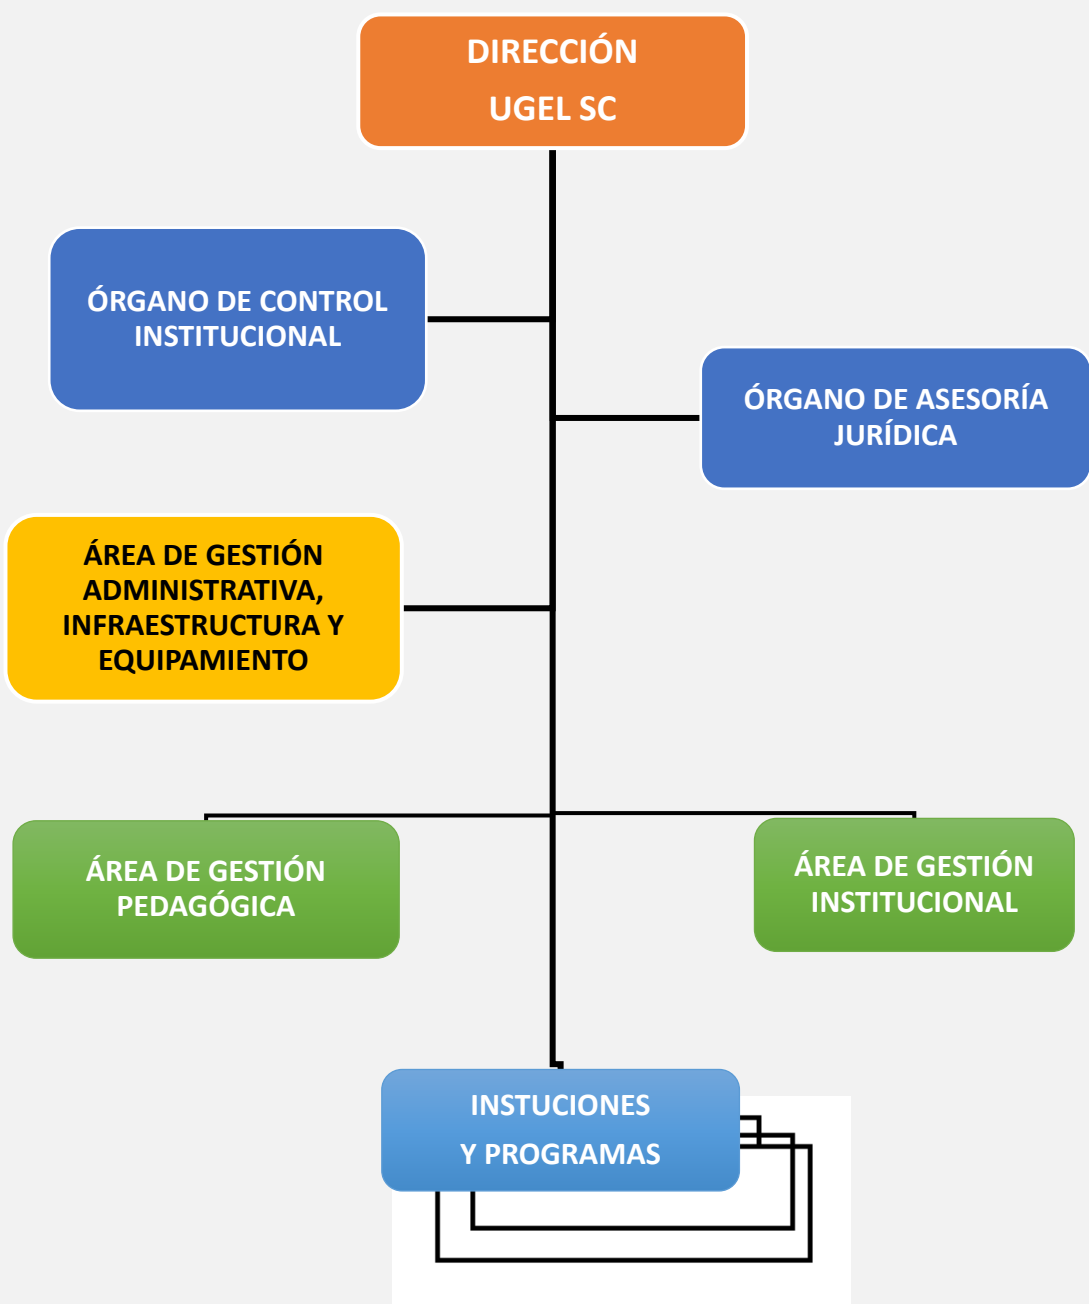 DIRECCIÓN
UGEL SC
ÓRGANO DE CONTROL
INSTITUCIONAL
ÓRGANO DE ASESORÍA
JURÍDICA
ÁREA DE GESTIÓN
ADMINISTRATIVA,
INFRAESTRUCTURA Y
EQUIPAMIENTO
ÁREA DE GESTIÓN
PEDAGÓGICA
ÁREA DE GESTIÓN
INSTITUCIONAL
INSTUCIONES
Y PROGRAMAS